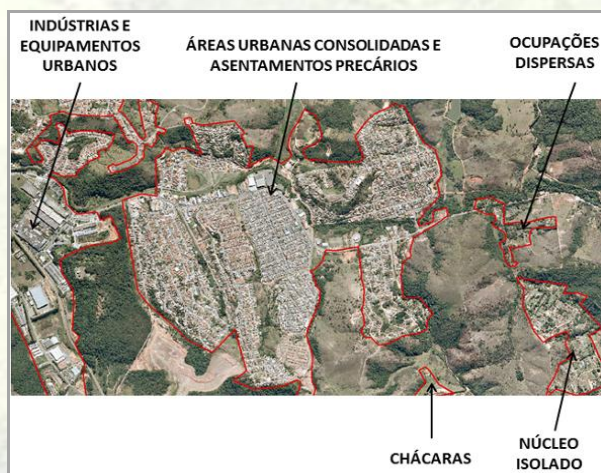 INDÚSTRIAS E
EQUIPAMENTOS
URBANOS
ÁREAS URBANAS CONSOLIDADAS E
ASENTAMENTOS PRECÁRIOS
OCUPAÇÕES
DISPERSAS
CHÁCARAS
NÚCLEO
ISOLADO